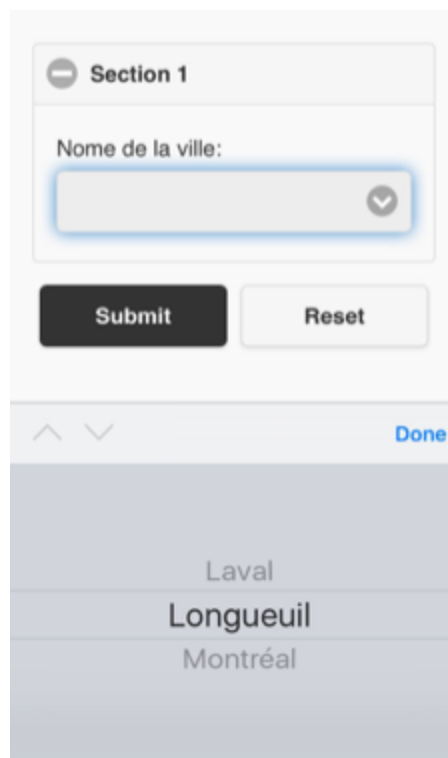 Section 1
Nome de la ville:
Submit Reset
Done
Laval
Longueuil
Montréal